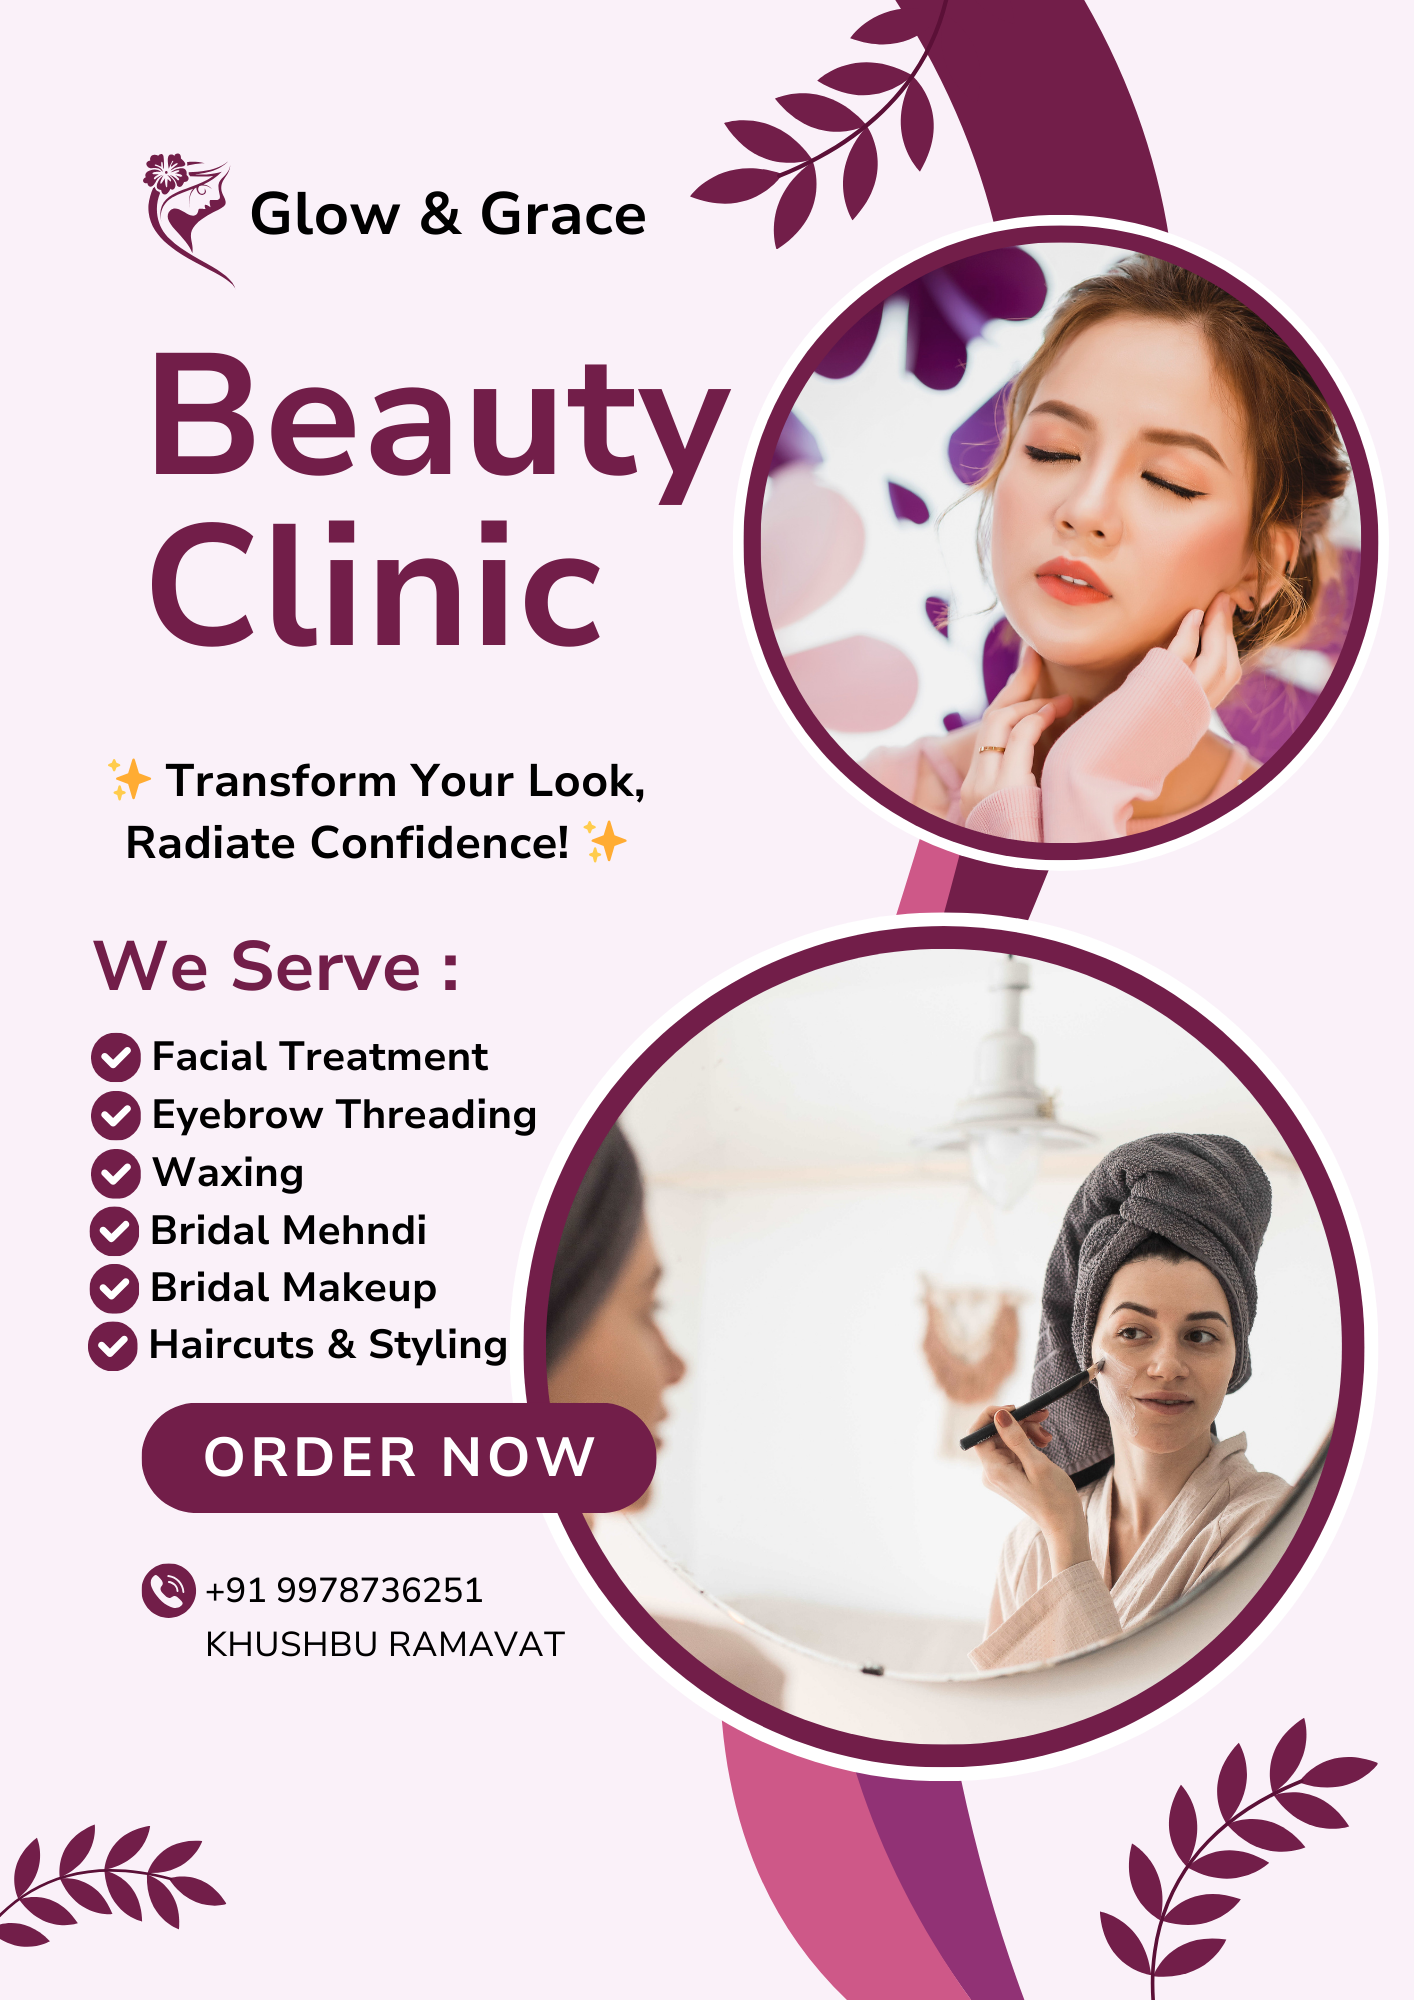 Glow & Grace
Beauty
Clinic
✨ Transform Your Look,
Radiate Confidence! ✨
We Serve :
Facial Treatment
Eyebrow Threading
Waxing
Bridal Mehndi
Bridal Makeup
Haircuts & Styling
ORDER NOW
+91 9978736251
KHUSHBU RAMAVAT